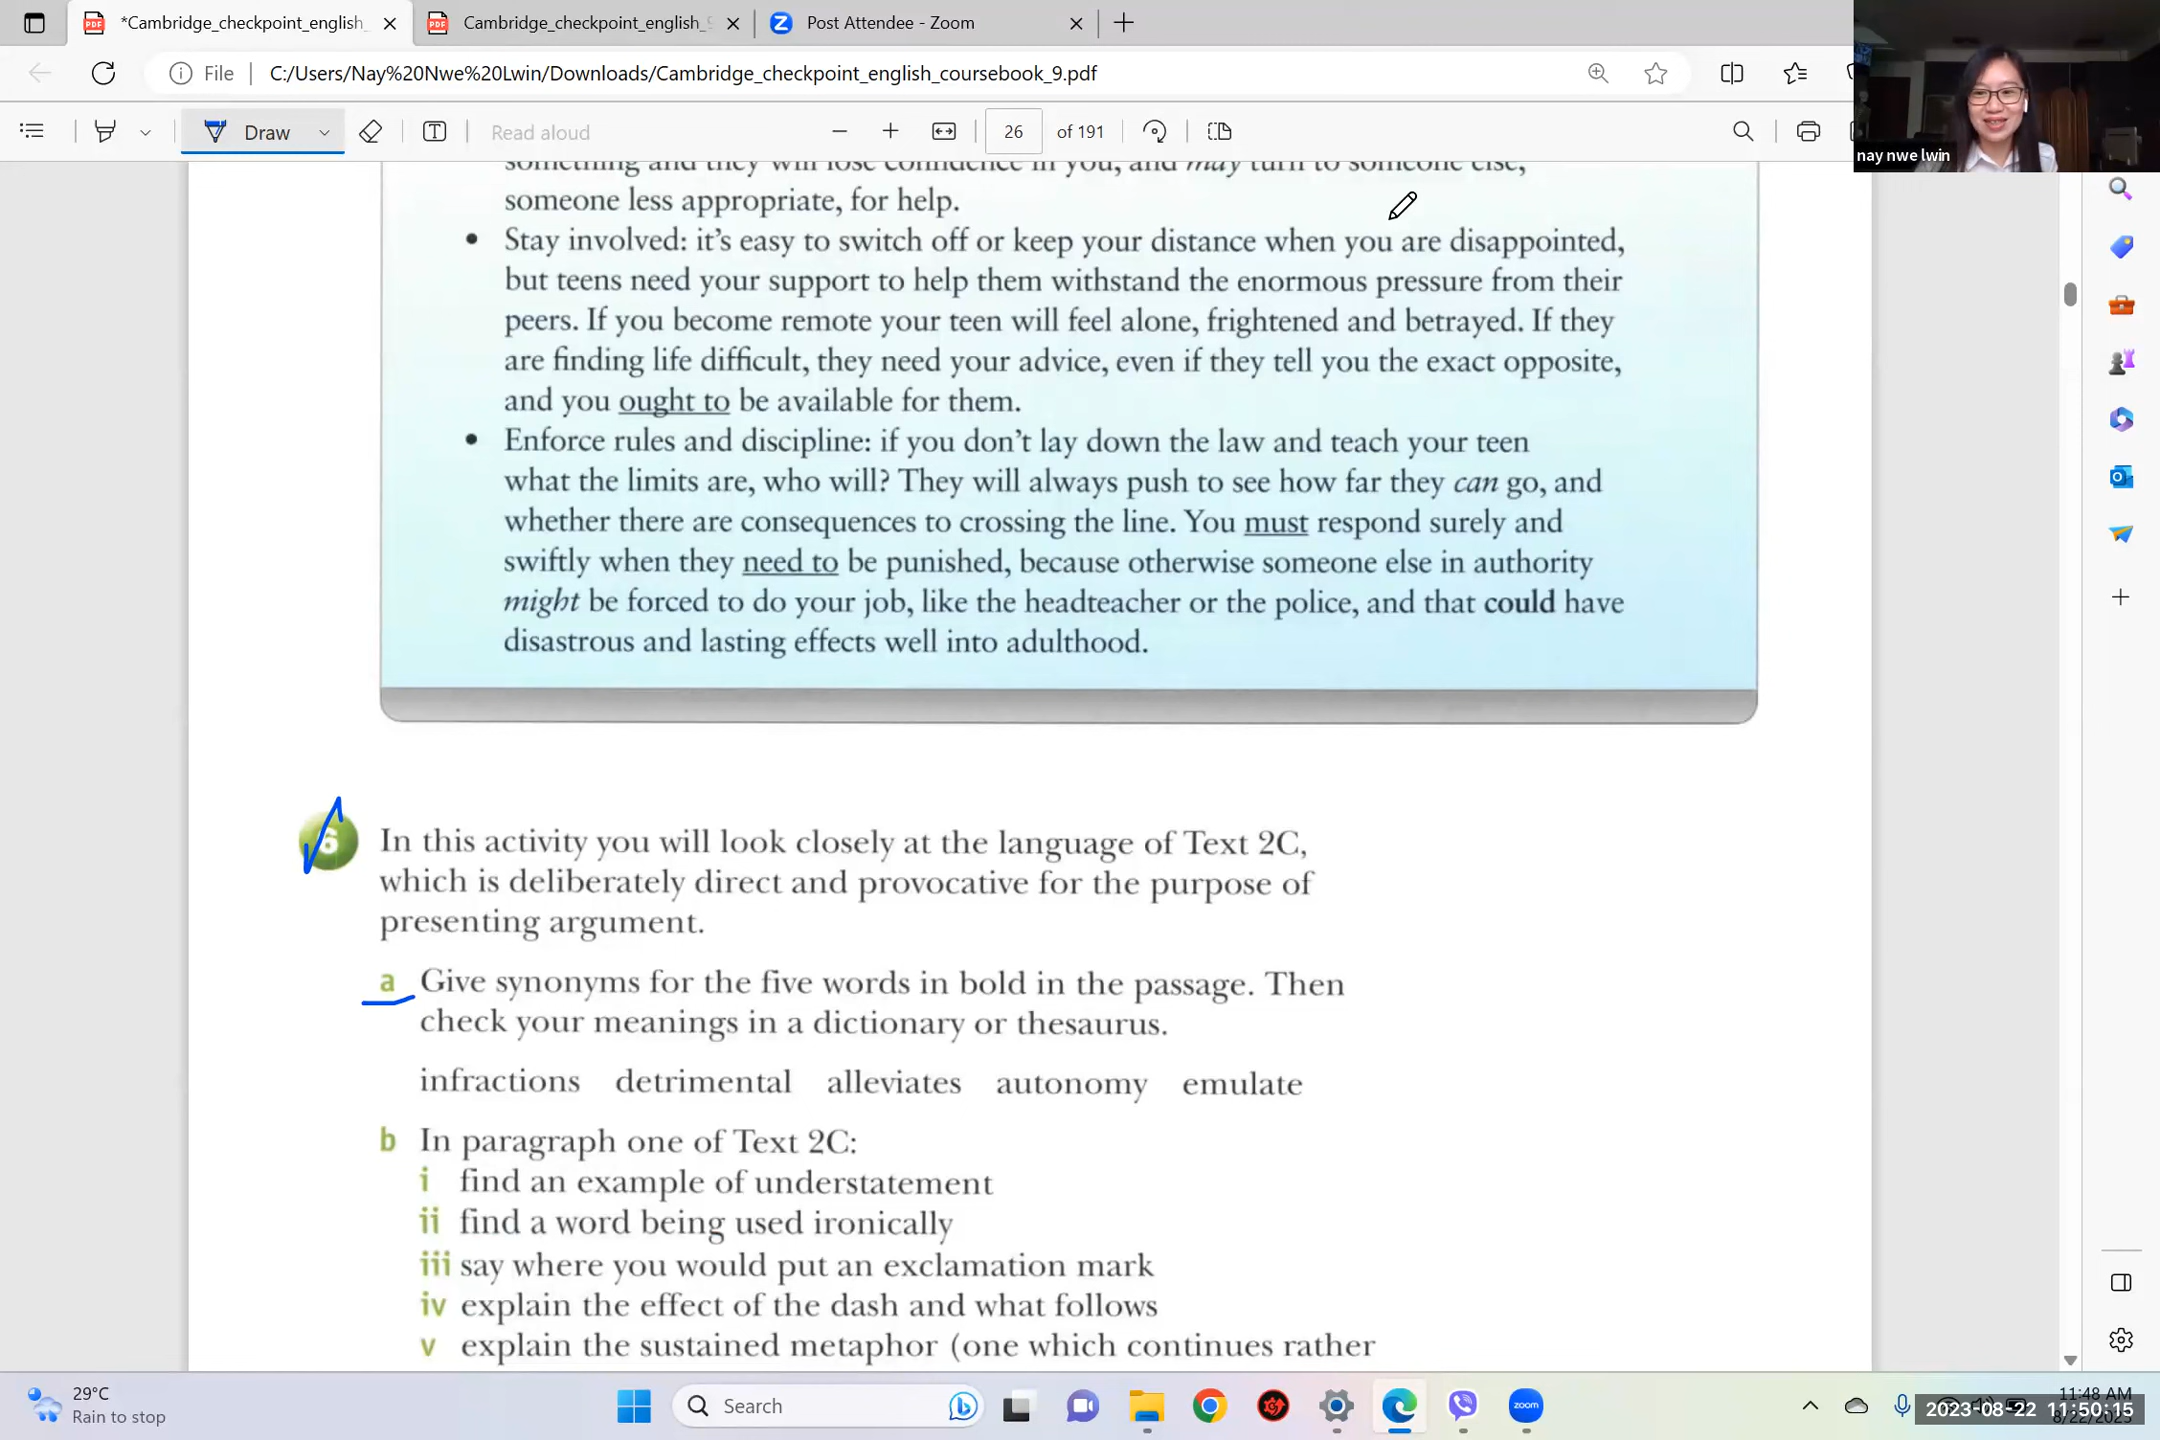 *Cambridge_checkpoint_english_
Cambridge_checkpoint_english_9
Post Attendee - Zoom
File
C:/Users/Nay%20Nwe%20Lwin/Downloads/Cambridge_checkpoint_english_coursebook_9.pdf
nay nwe lwin
Draw
Read aloud
26
of 191
something and they will lose confidence in you, and may turn to someone else,
someone less appropriate, for help.
• Stay involved: it's easy to switch off or keep your distance when you are disappointed,
but teens need your support to help them withstand the enormous pressure from their
peers. If you become remote your teen will feel alone, frightened and betrayed. If they
are finding life difficult, they need your advice, even if they tell you the exact opposite,
and you ought to be available for them.
• Enforce rules and discipline: if you don't lay down the law and teach your teen
what the limits are, who will? They will always push to see how far they can go, and
whether there are consequences to crossing the line. You must respond surely and
swiftly when they need to be punished, because otherwise someone else in authority
might be forced to do your job, like the headteacher or the police, and that could have
disastrous and lasting effects well into adulthood.
6 In this activity you will look closely at the language of Text 2C,
which is deliberately direct and provocative for the purpose of
presenting argument.
a Give synonyms for the five words in bold in the passage. Then
check your meanings in a dictionary or thesaurus.
infractions detrimental alleviates autonomy emulate
b In paragraph one of Text 2C:
i find an example of understatement
ii find a word being used ironically
iii say where you would put an exclamation mark
iv explain the effect of the dash and what follows
v explain the sustained metaphor (one which continues rather
29°C
Rain to stop
Search
zoom
11:48 AM
2023-08-22 11:50:15